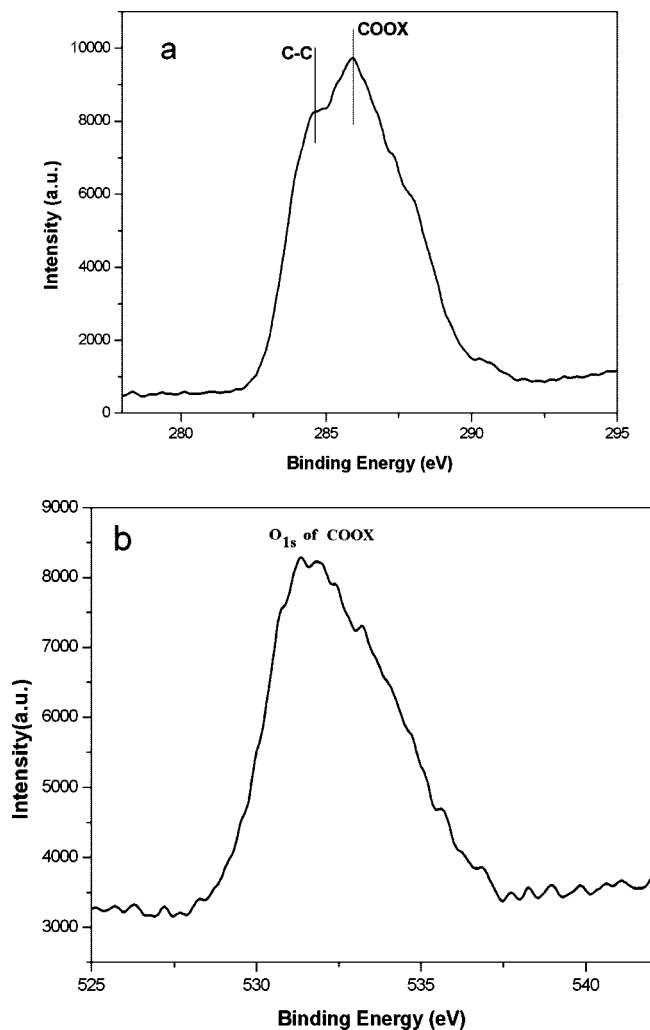 a
C-C
COOX
10000
8000
6000
4000
2000
0
Intensity (a.u.)
280 285 290 295
Binding Energy (eV)
b
O1s of COOX
9000
8000
7000
6000
5000
4000
3000
Intensity(a.u.)
525 530 535 540
Binding Energy (eV)